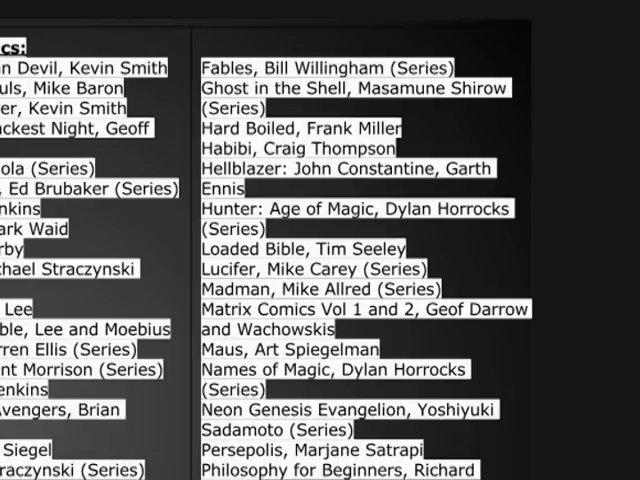 cs:
n Devil, Kevin Smith
uls, Mike Baron
er, Kevin Smith
ackest Night, Geoff
ola (Series)
, Ed Brubaker (Series)
nkins
ark Waid
rby
chael Straczynski
Lee
ble, Lee and Moebius
rren Ellis (Series)
nt Morrison (Series)
enkins
Avengers, Brian
Siegel
raczynski (Series)
Fables, Bill Willingham (Series)
Ghost in the Shell, Masamune Shirow
(Series)
Hard Boiled, Frank Miller
Habibi, Craig Thompson
Hellblazer: John Constantine, Garth
Ennis
Hunter: Age of Magic, Dylan Horrocks
(Series)
Loaded Bible, Tim Seeley
Lucifer, Mike Carey (Series)
Madman, Mike Allred (Series)
Matrix Comics Vol 1 and 2, Geof Darrow
and Wachowskis
Maus, Art Spiegelman
Names of Magic, Dylan Horrocks
(Series)
Neon Genesis Evangelion, Yoshiyuki
Sadamoto (Series)
Persepolis, Marjane Satrapi
Philosophy for Beginners, Richard